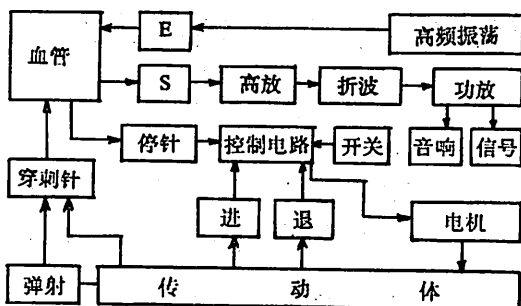 血管
E
高频振荡
S
高放
折波
功放
停针
控制电路
开关
音响
信号
穿刺针
进
退
电机
弹射
传动体